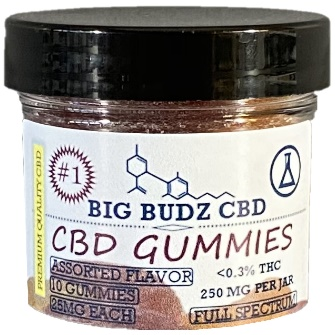 PREMIUM QUALITY CBD
#1
BIG BUDZ CBD
CBD GUMMIES
ASSORTED FLAVOR
10 GUMMIES
25MG EACH
<0.3% THC
250 MG PER JAR
FULL SPECTRUM